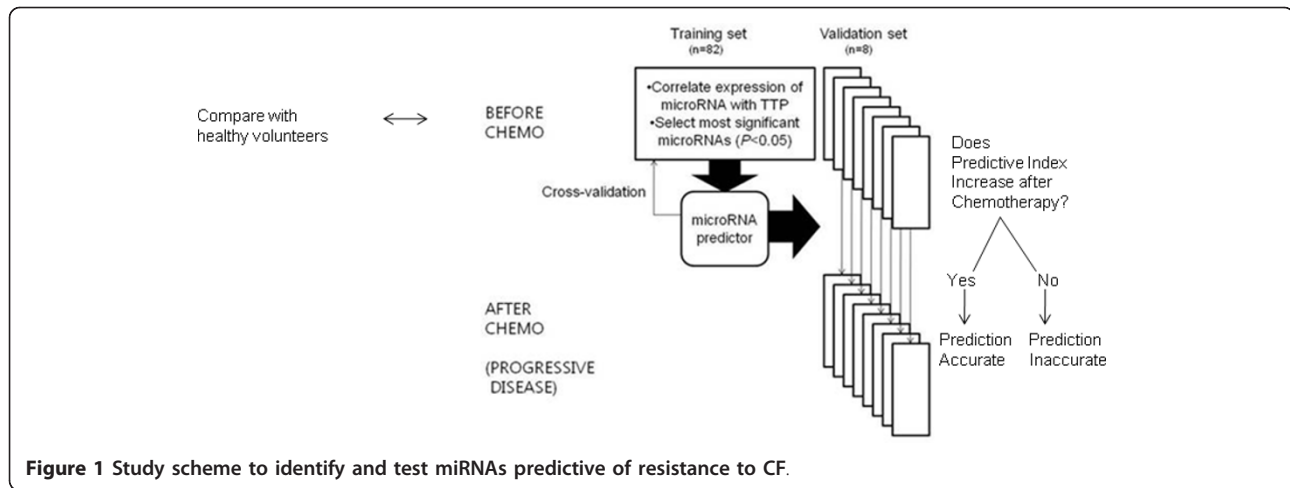 Training set
(n=82)
Validation set
(n=8)
Compare with
healthy volunteers
BEFORE
CHEMO
•Correlate expression of
microRNA with TTP
•Select most significant
microRNAs (P<0.05)
Cross-validation
microRNA
predictor
Does
Predictive Index
Increase after
Chemotherapy?
Yes
No
Prediction
Accurate
Prediction
Inaccurate
AFTER
CHEMO
(PROGRESSIVE
DISEASE)
Figure 1 Study scheme to identify and test miRNAs predictive of resistance to CF.